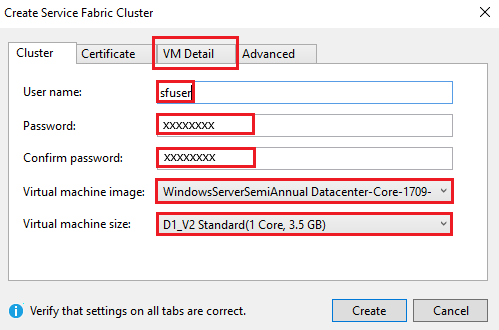 Create Service Fabric Cluster
Cluster Certificate VM Detail Advanced
User name: sfuser
Password: xxxxxxxx
Confirm password: xxxxxxxx
Virtual machine image: WindowsServerSemiAnnual Datacenter-Core-1709-
Virtual machine size: D1_V2 Standard(1 Core, 3.5 GB)
Verify that settings on all tabs are correct. Create Cancel